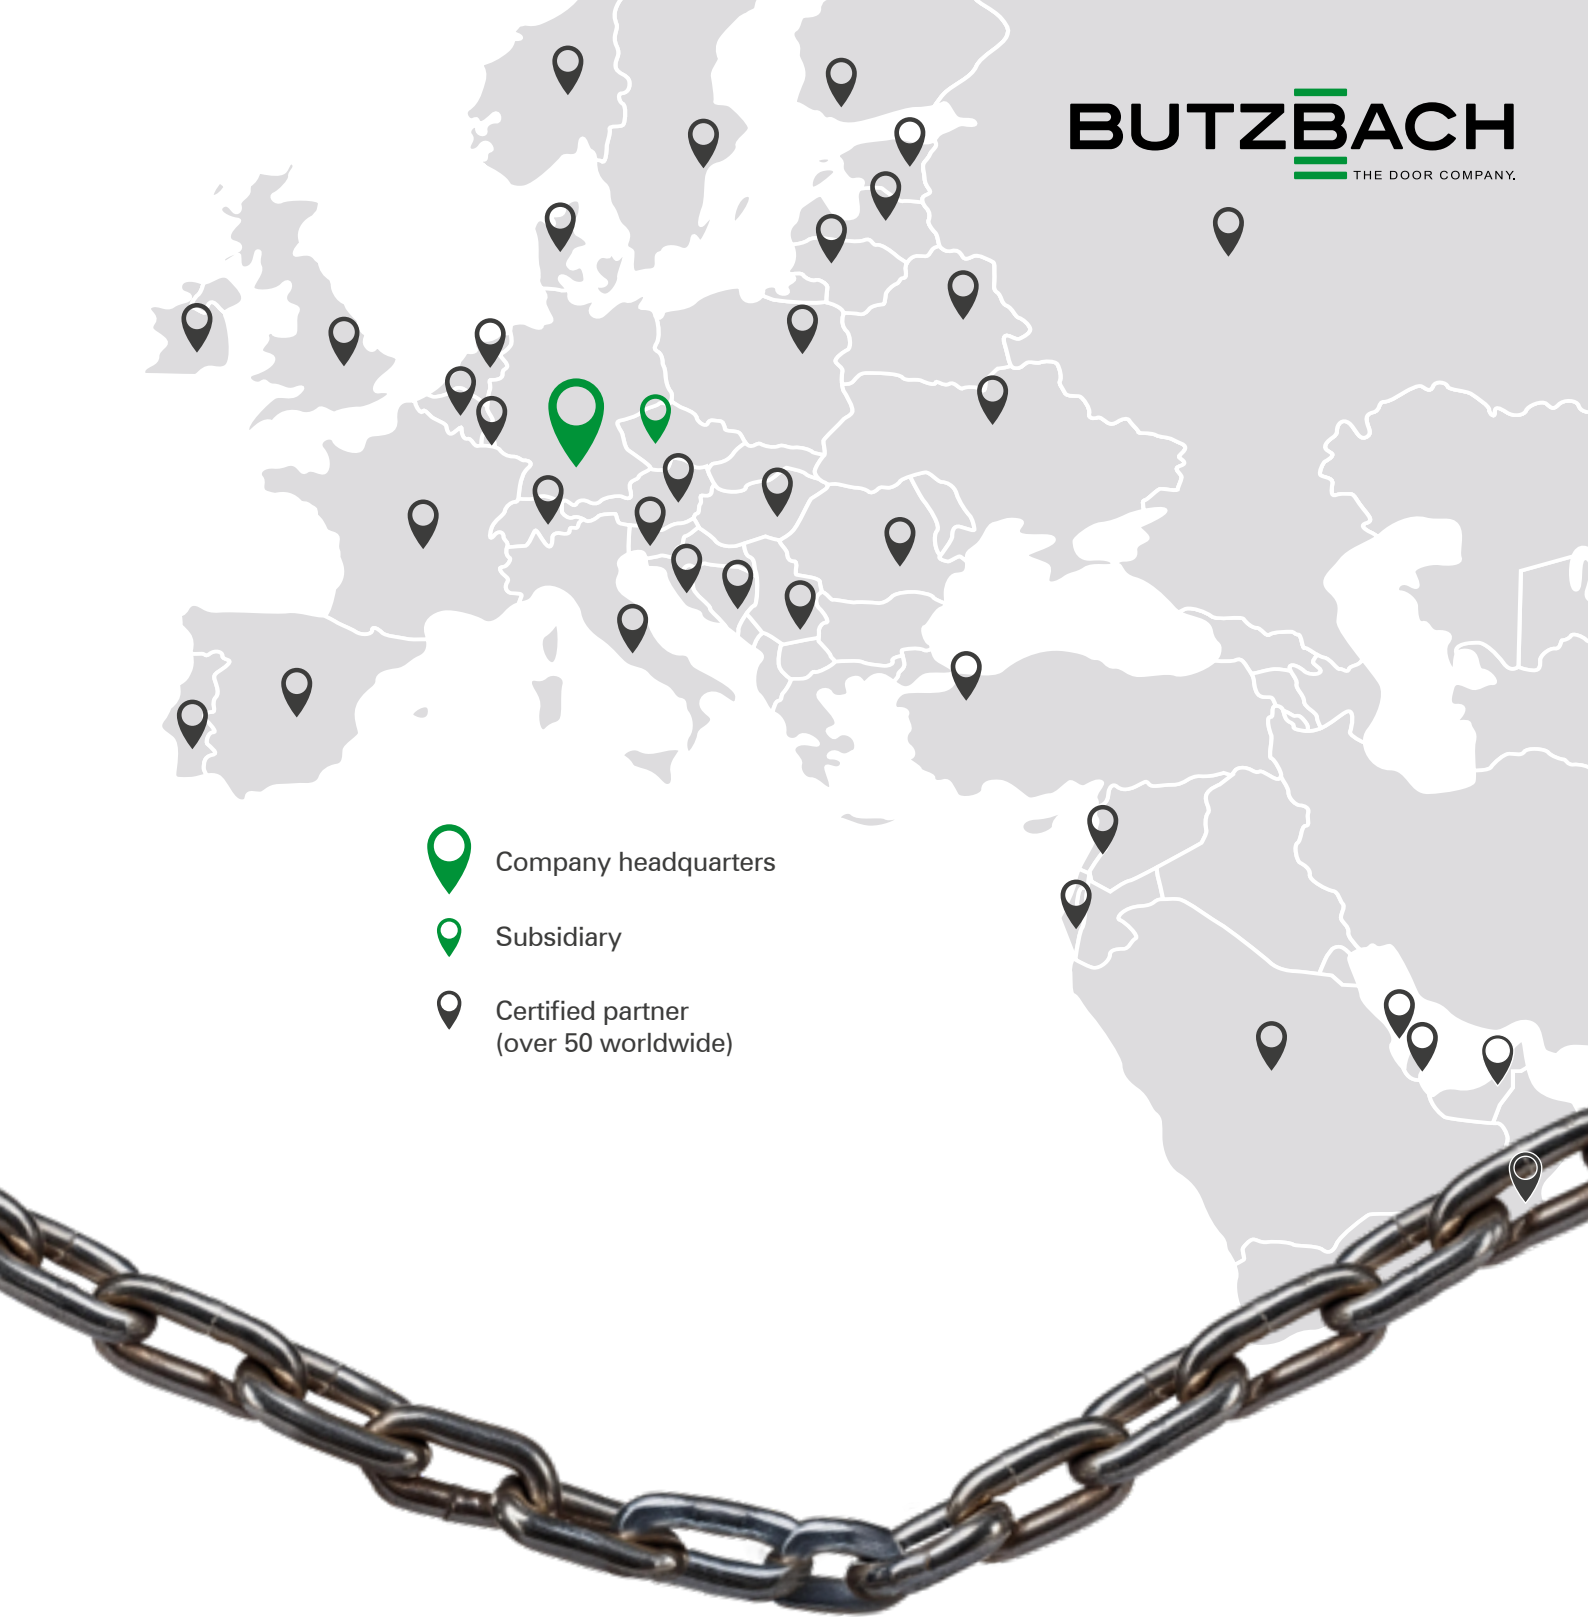 BUTZBACH
THE DOOR COMPANY.
Company headquarters
Subsidiary
Certified partner
(over 50 worldwide)